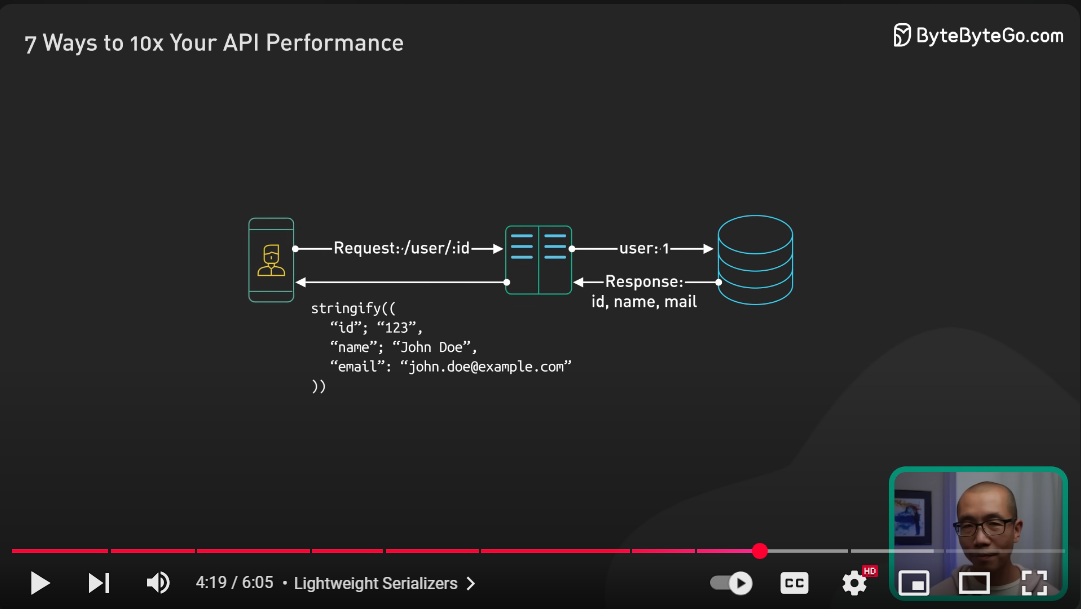 7 Ways to 10x Your API Performance
ByteByteGo.com
Request: /user/:id
user: 1
Response:
id, name, mail
stringify((
“id”; “123”,
“name”; “John Doe”,
“email”: “john.doe@example.com”
))
4:19 / 6:05 • Lightweight Serializers
CC
HD